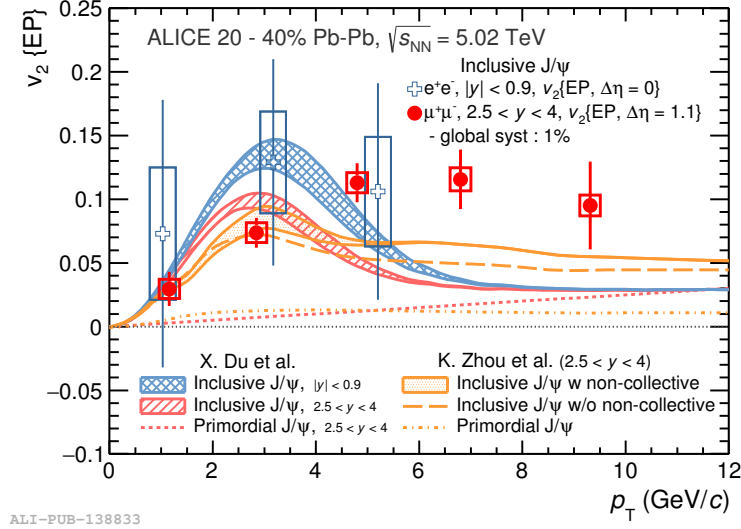 ALICE 20 - 40% Pb-Pb, √sNN = 5.02 TeV
Inclusive J/ψ
e+e-, |y| < 0.9, v2{EP, Δη = 0}
μ+μ-, 2.5 < y < 4, v2{EP, Δη = 1.1}
- global syst : 1%
v2 {EP}
0.25
0.2
0.15
0.1
0.05
0
−0.05
−0.1
X. Du et al.
Inclusive J/ψ, |y| < 0.9
Inclusive J/ψ, 2.5 < y < 4
Primordial J/ψ, 2.5 < y < 4
K. Zhou et al. (2.5 < y < 4)
Inclusive J/ψ w non-collective
Inclusive J/ψ w/o non-collective
Primordial J/ψ
0 2 4 6 8 10 12
pT (GeV/c)
ALI-PUB-138833